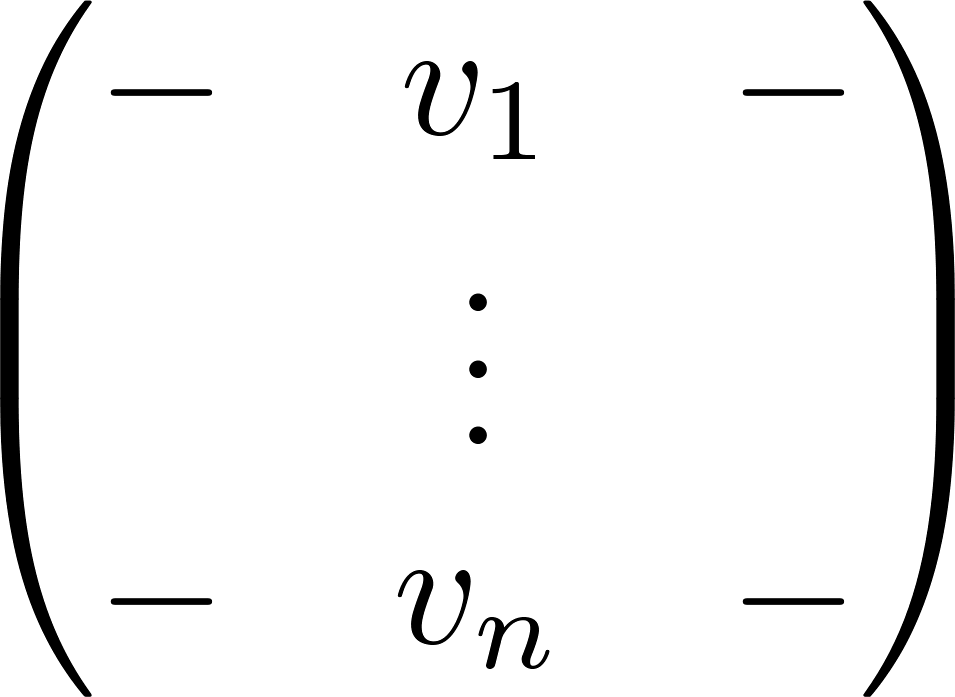 — v₁ —
⋮
— vₙ —